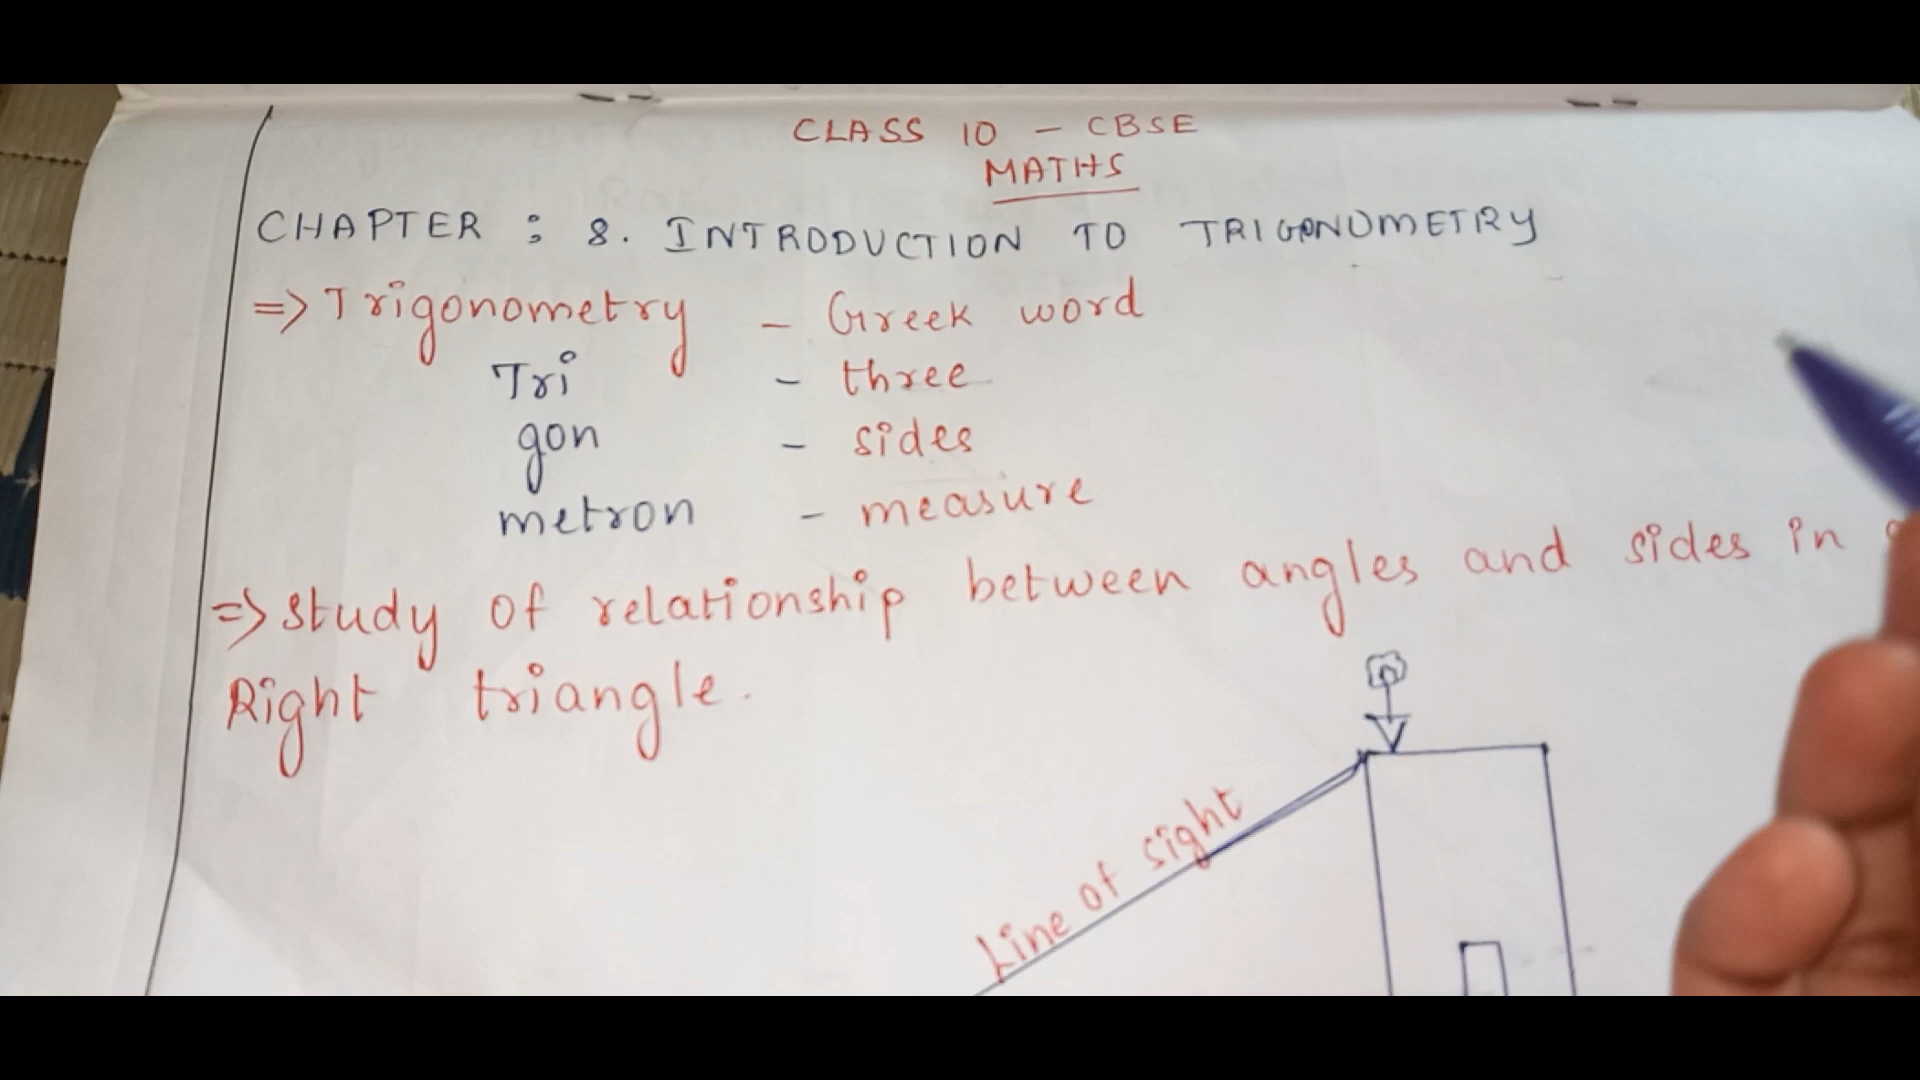 CLASS 10 - CBSE
MATHS
CHAPTER : 8. INTRODUCTION TO TRIGONOMETRY
=> Trigonometry - Greek word
Tri - three
gon - sides
metron - measure
=> study of relationship between angles and sides in
Right triangle.
Line of sight